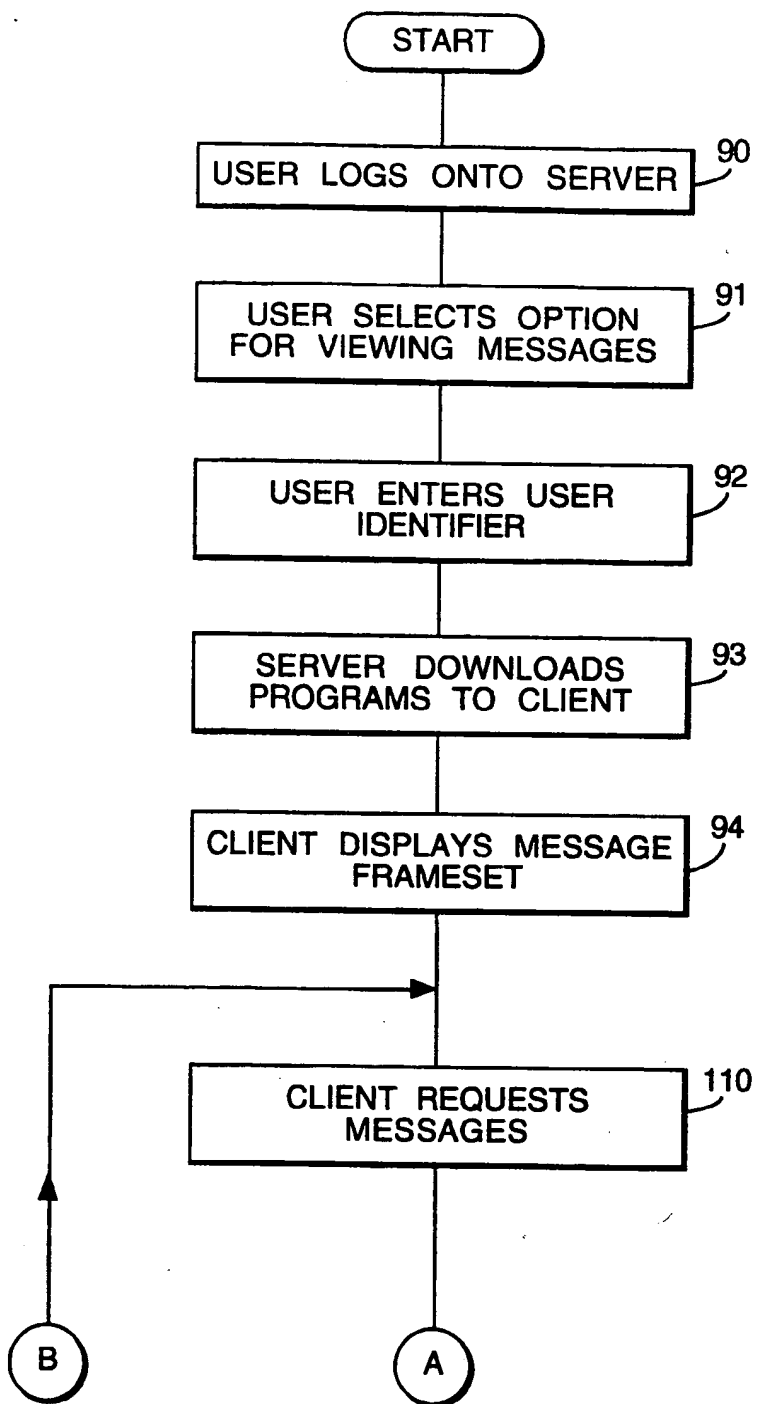 START
USER LOGS ONTO SERVER
90
USER SELECTS OPTION
FOR VIEWING MESSAGES
91
USER ENTERS USER
IDENTIFIER
92
SERVER DOWNLOADS
PROGRAMS TO CLIENT
93
CLIENT DISPLAYS MESSAGE
FRAMESET
94
CLIENT REQUESTS
MESSAGES
110
B
A